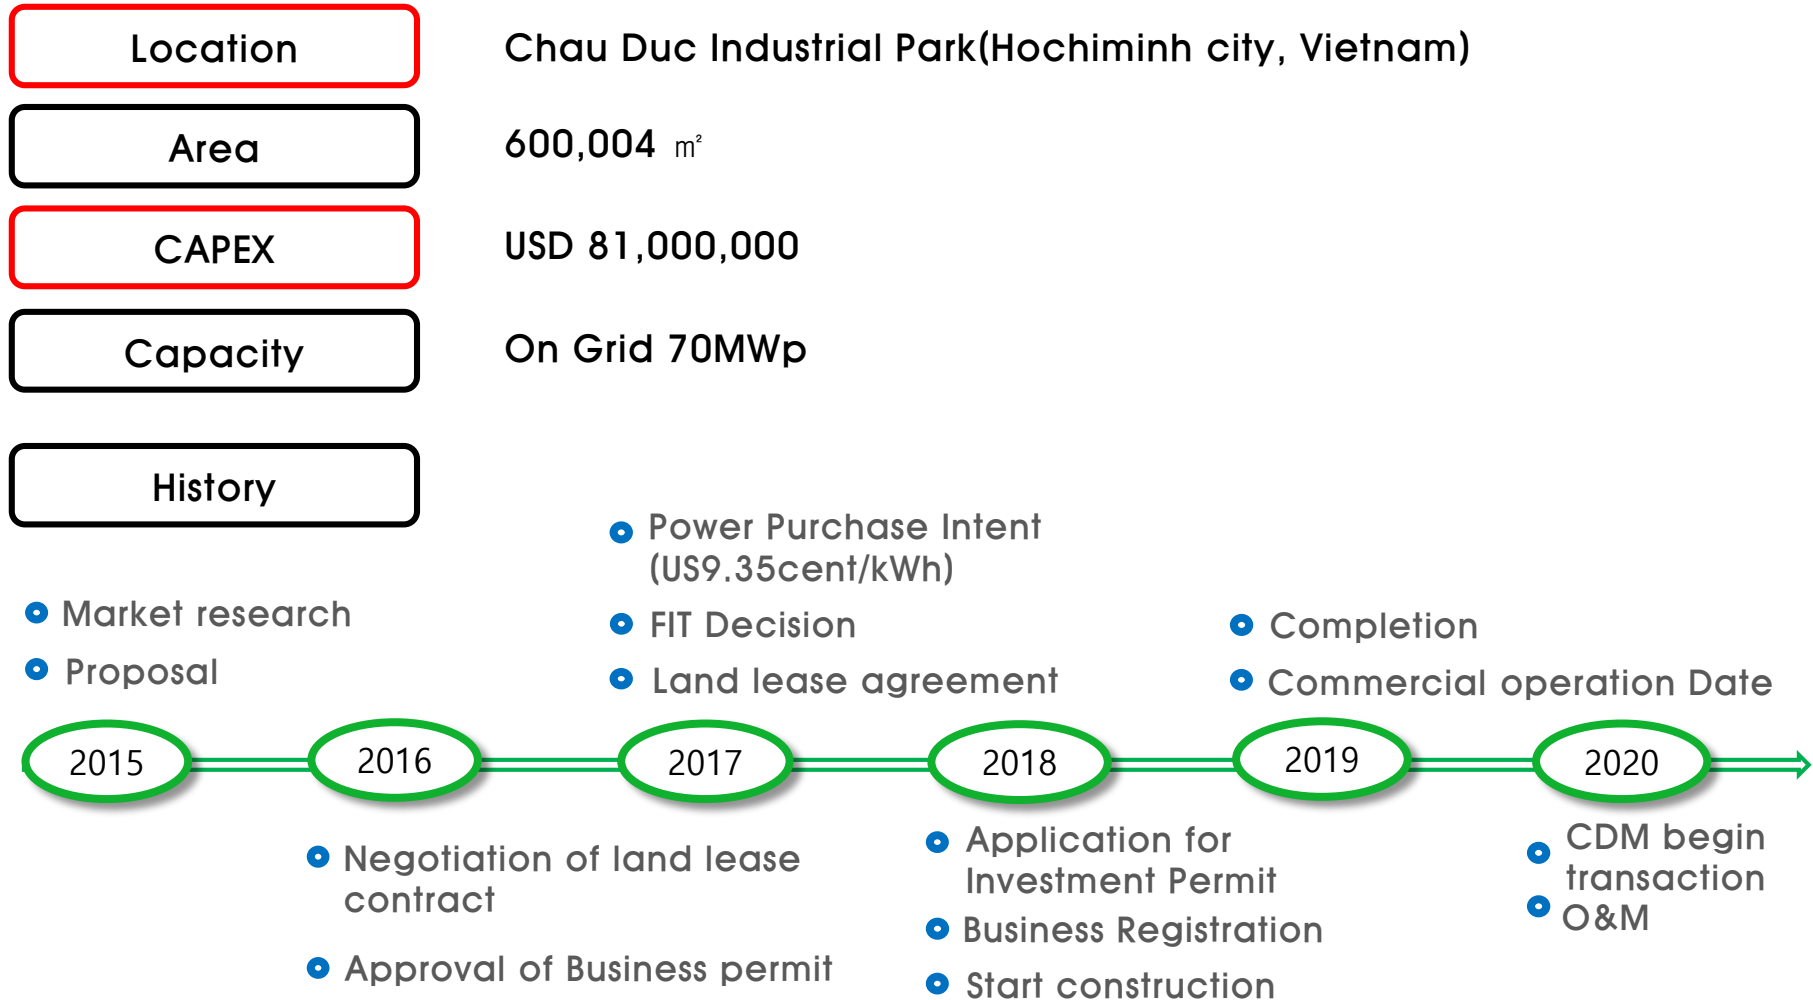 Location
Chau Duc Industrial Park(Hochiminh city, Vietnam)
Area
600,004 ㎡
CAPEX
USD 81,000,000
Capacity
On Grid 70MWp
History
Market research
Proposal
Power Purchase Intent
(US9.35cent/kWh)
FIT Decision
Land lease agreement
Completion
Commercial operation Date
2015
2016
2017
2018
2019
2020
Negotiation of land lease
contract
Approval of Business permit
Application for
Investment Permit
Business Registration
Start construction
CDM begin
transaction
O&M